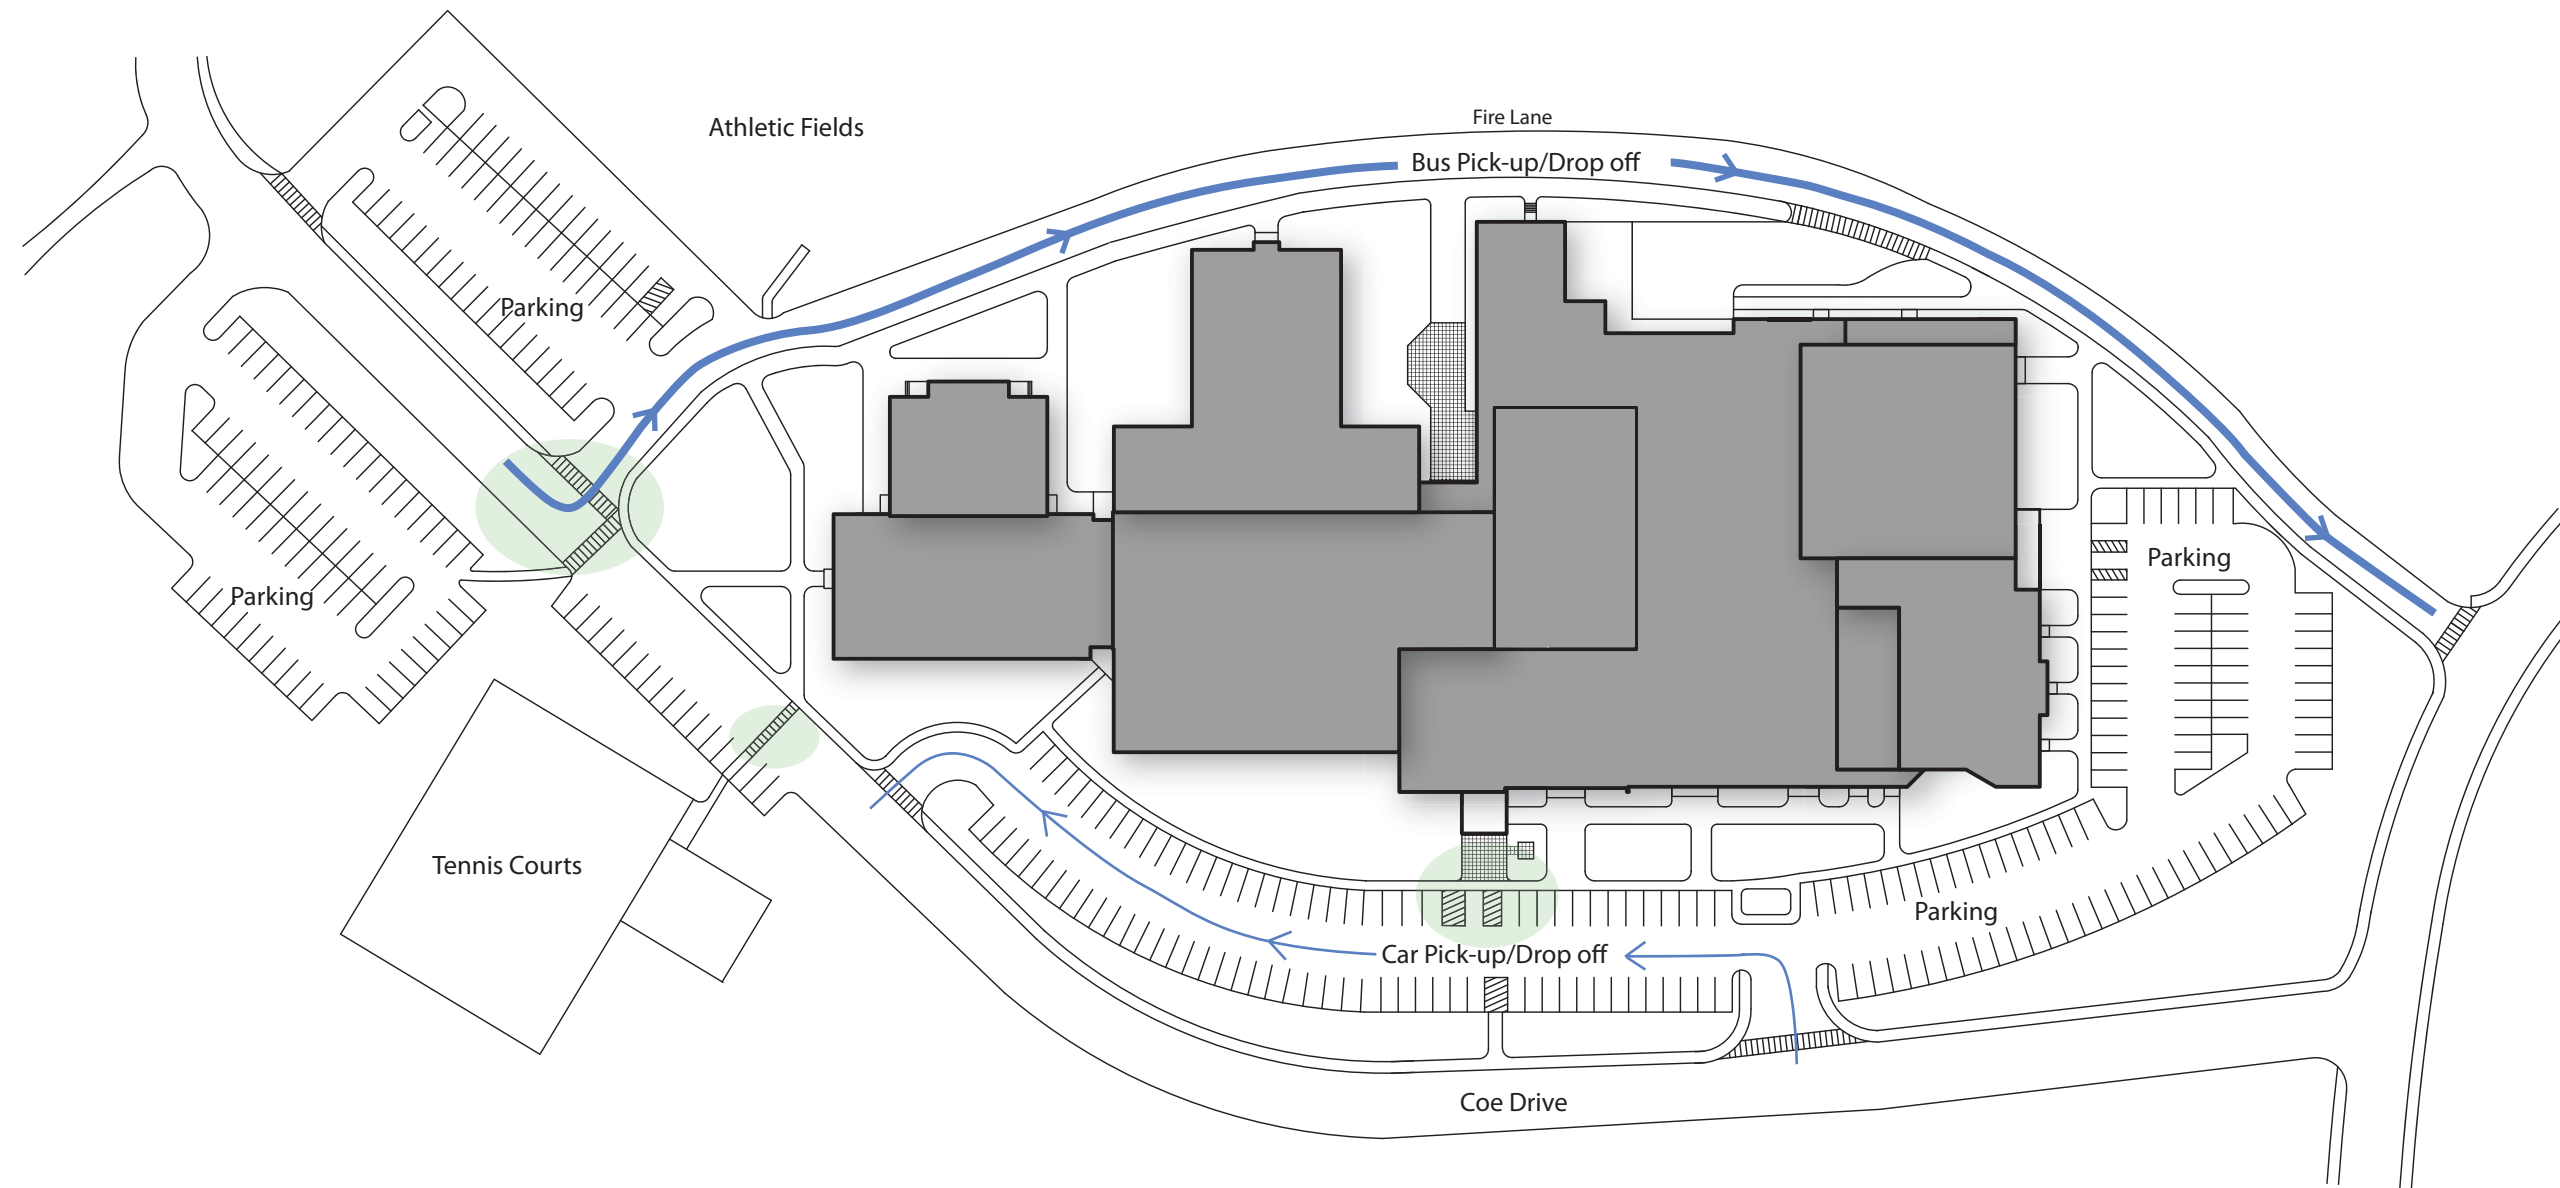 Fire Lane
Athletic Fields
Bus Pick-up/Drop off
Parking
Parking
Parking
Tennis Courts
Parking
Car Pick-up/Drop off
Coe Drive